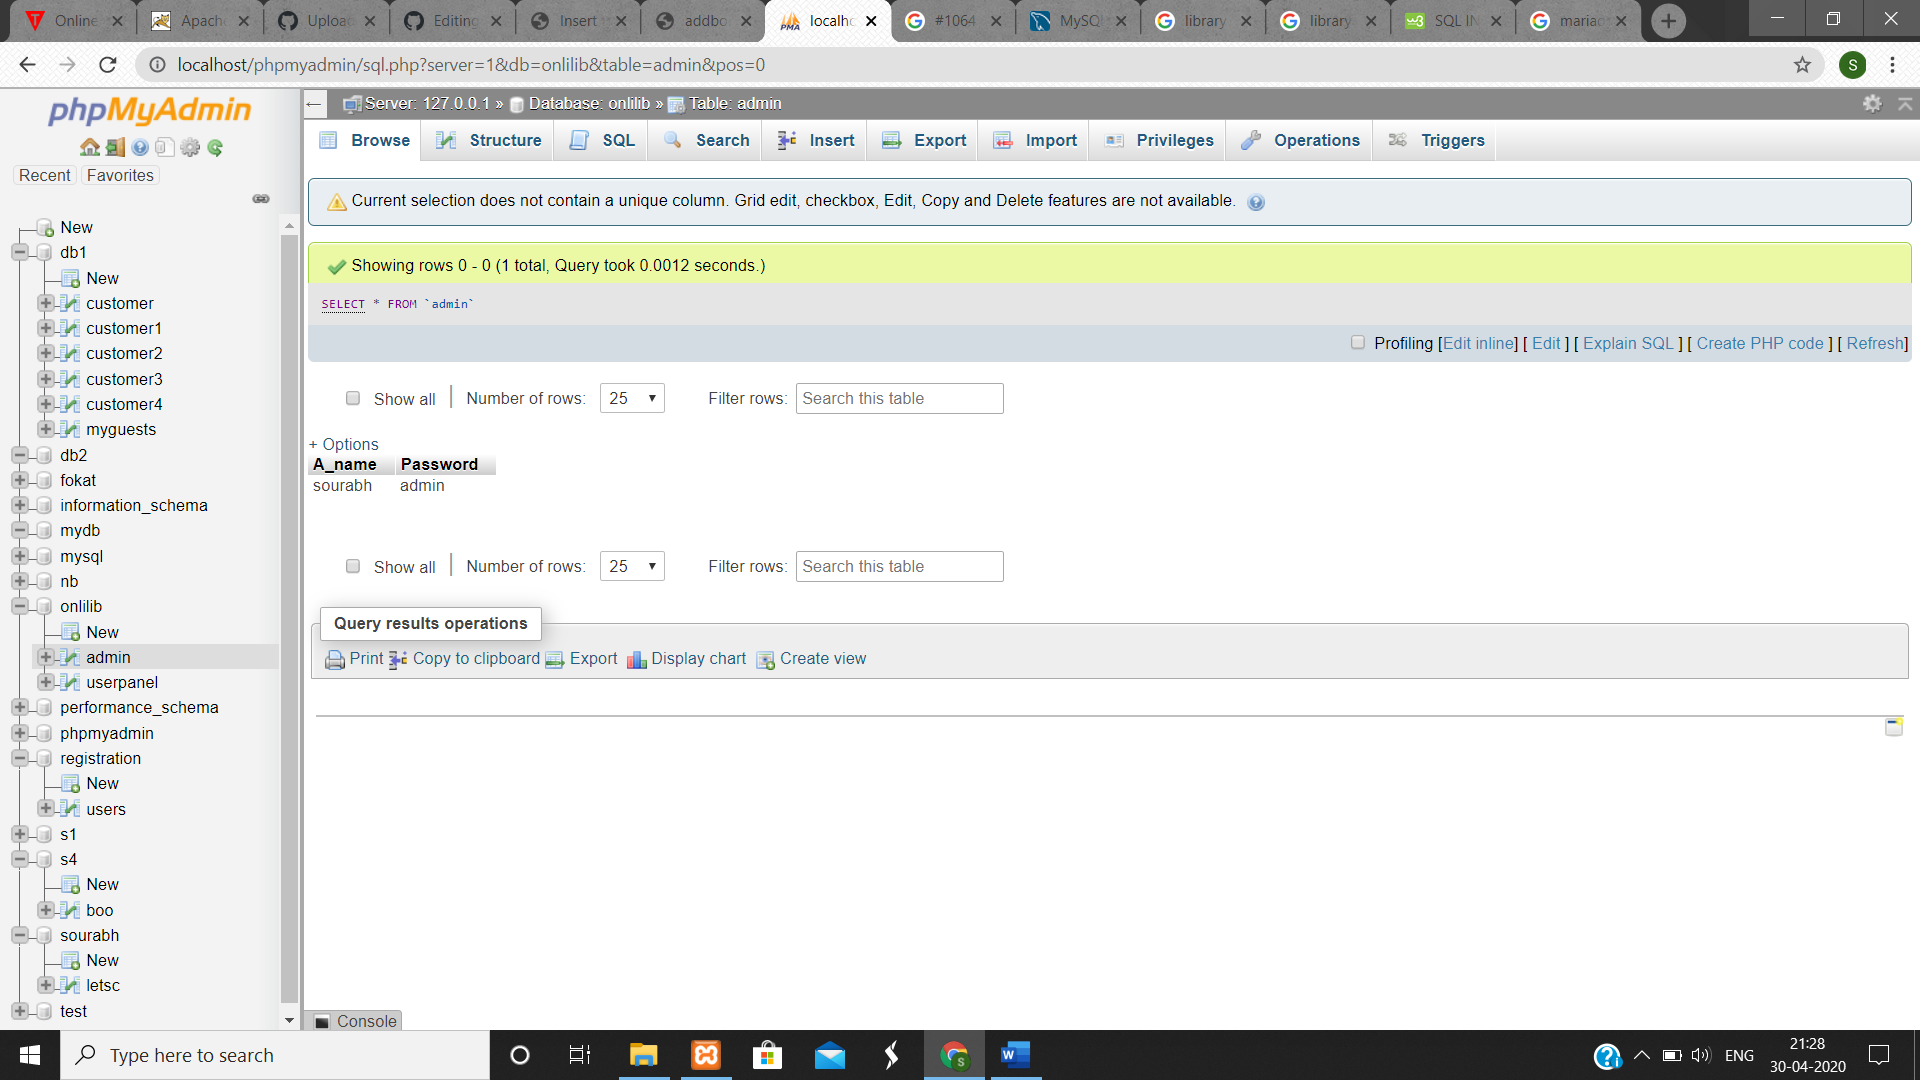 Online
Apach
Uploa
Editing
Insert
addbo
localho
#1064
MySQL
library
library
SQL IN
maria
localhost/phpmyadmin/sql.php?server=1&db=onlilib&table=admin&pos=0
S
phpMyAdmin
Recent Favorites
New
db1
New
customer
customer1
customer2
customer3
customer4
myguests
db2
fokat
information_schema
mydb
mysql
nb
onlilib
New
admin
userpanel
performance_schema
phpmyadmin
registration
New
users
s1
s4
New
boo
sourabh
New
letsc
test
Server: 127.0.0.1 » Database: onlilib » Table: admin
Browse Structure SQL Search Insert Export Import Privileges Operations Triggers
Current selection does not contain a unique column. Grid edit, checkbox, Edit, Copy and Delete features are not available.
Showing rows 0 - 0 (1 total, Query took 0.0012 seconds.)
SELECT * FROM `admin`
Profiling [Edit inline] [ Edit ] [ Explain SQL ] [ Create PHP code ] [ Refresh]
Show all | Number of rows: 25 Filter rows: Search this table
+ Options
A_name Password
sourabh admin
Show all | Number of rows: 25 Filter rows: Search this table
Query results operations
Print Copy to clipboard Export Display chart Create view
Console
Type here to search
ENG
21:28
30-04-2020